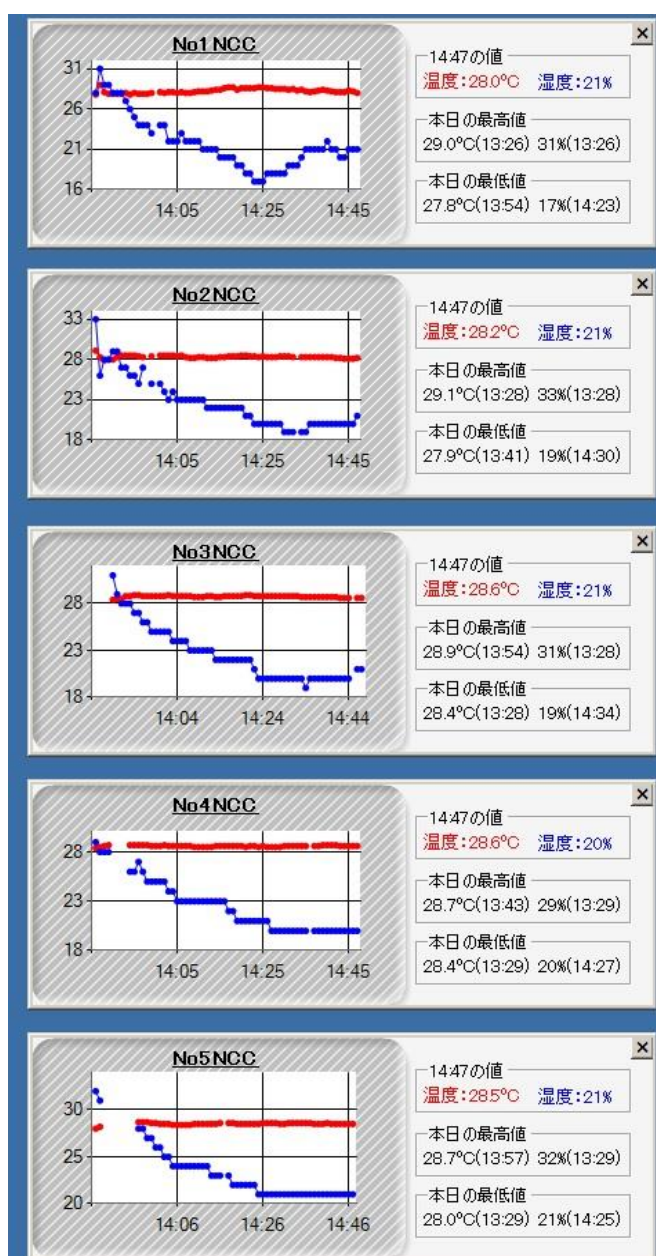 No1 NCC
31
26
21
16
14:05 14:25 14:45
14:47の値
温度:28.0℃ 湿度:21%
本日の最高値
29.0℃(13:26) 31%(13:26)
本日の最低値
27.8℃(13:54) 17%(14:23)
No2NCC
33
28
23
18
14:05 14:25 14:45
14:47の値
温度:28.2℃ 湿度:21%
本日の最高値
29.1℃(13:28) 33%(13:28)
本日の最低値
27.9℃(13:41) 19%(14:30)
No3NCC
28
23
18
14:04 14:24 14:44
14:47の値
温度:28.6℃ 湿度:21%
本日の最高値
28.9℃(13:54) 31%(13:28)
本日の最低値
28.4℃(13:28) 19%(14:34)
No4NCC
28
23
18
14:05 14:25 14:45
14:47の値
温度:28.6℃ 湿度:20%
本日の最高値
28.7℃(13:43) 29%(13:29)
本日の最低値
28.4℃(13:29) 20%(14:27)
No5NCC
30
25
20
14:06 14:26 14:46
14:47の値
温度:28.5℃ 湿度:21%
本日の最高値
28.7℃(13:57) 32%(13:29)
本日の最低値
28.0℃(13:29) 21%(14:25)